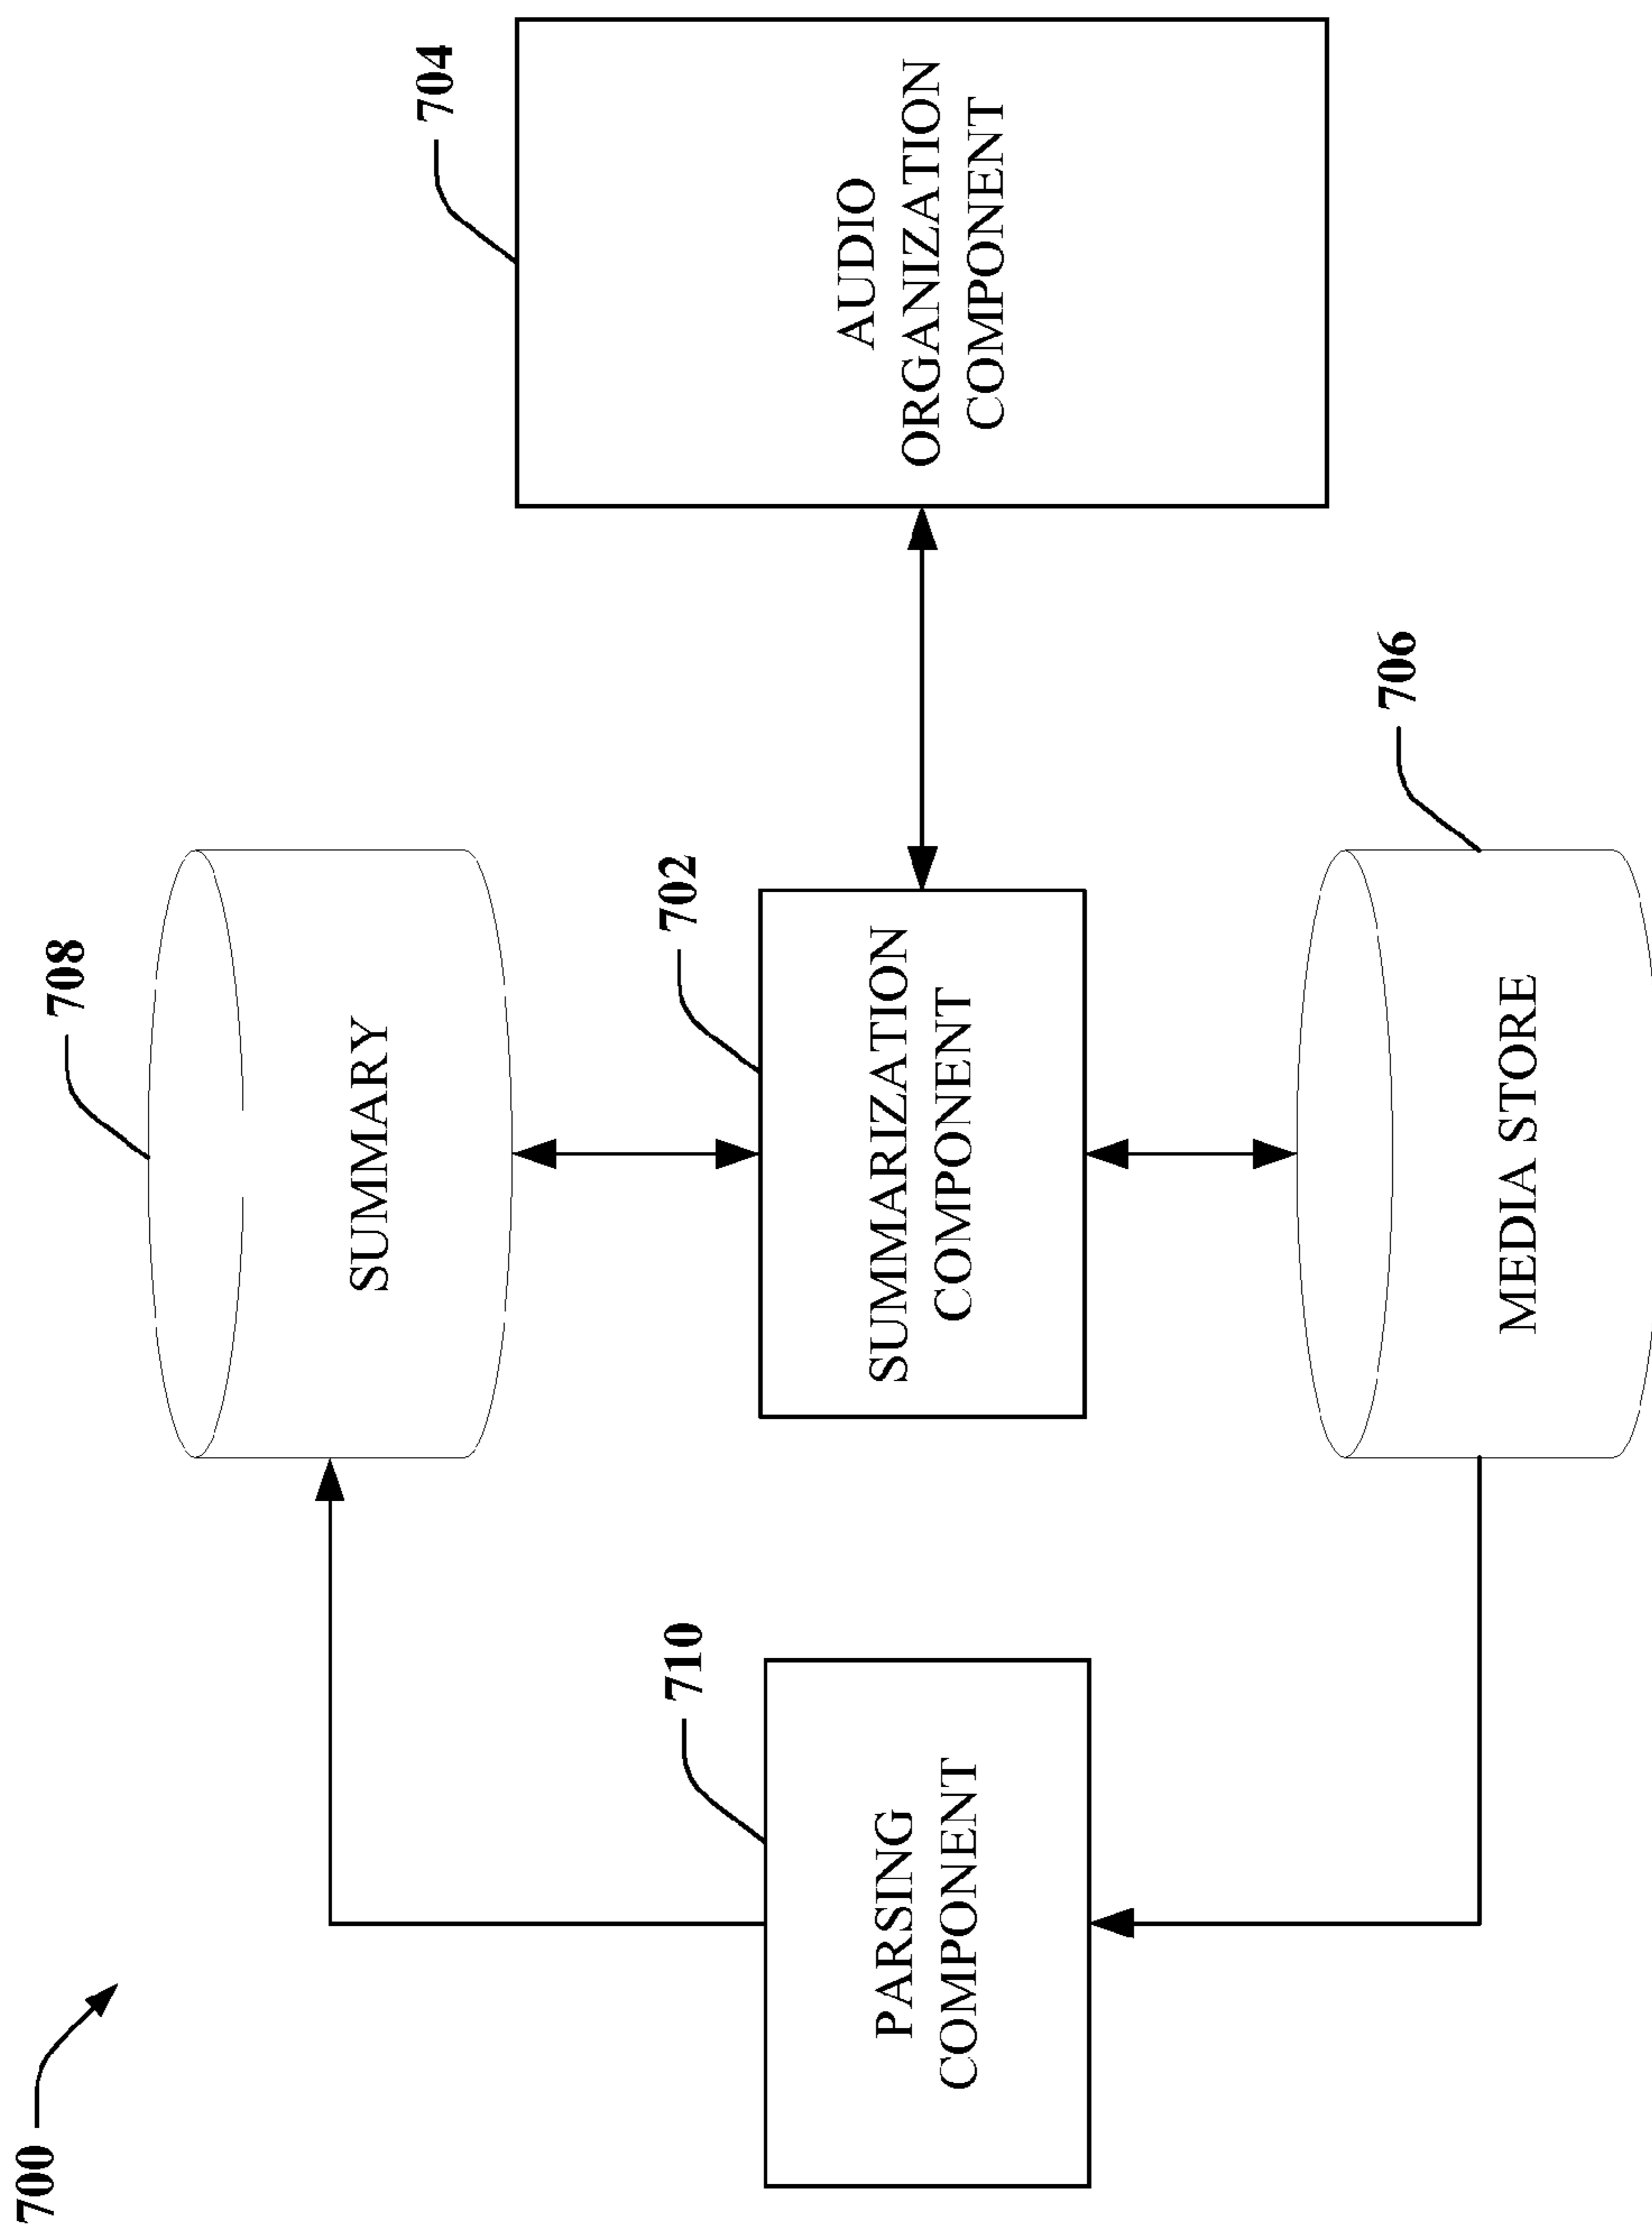 700
708
SUMMARY
710
PARSING
COMPONENT
702
SUMMARIZATION
COMPONENT
704
AUDIO
ORGANIZATION
COMPONENT
706
MEDIA STORE